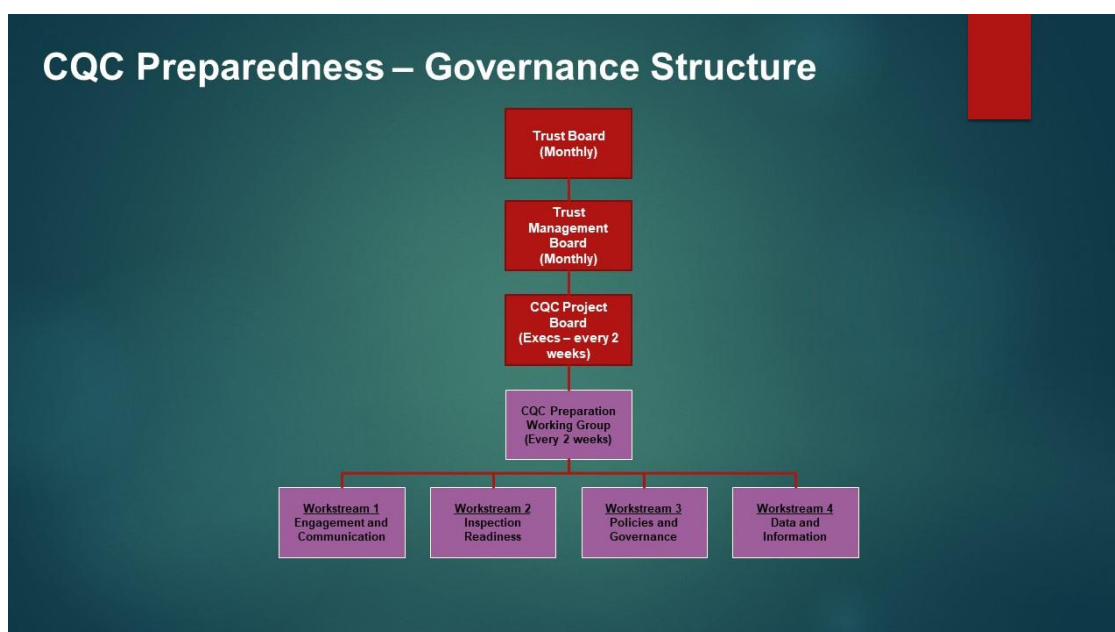 CQC Preparedness – Governance Structure
Trust Board
(Monthly)
Trust
Management
Board
(Monthly)
CQC Project
Board
(Execs – every 2
weeks)
CQC Preparation
Working Group
(Every 2 weeks)
Workstream 1
Engagement and
Communication
Workstream 2
Inspection
Readiness
Workstream 3
Policies and
Governance
Workstream 4
Data and
Information